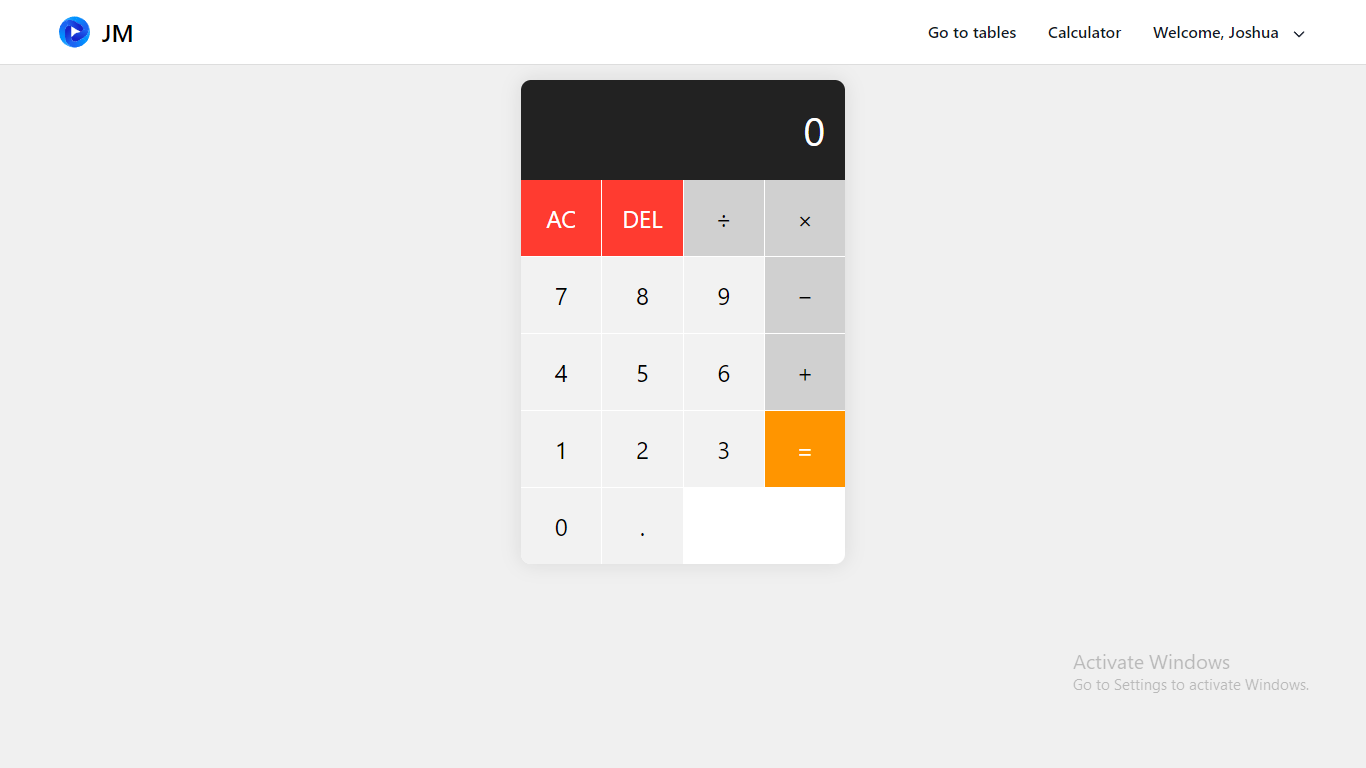 JM
Go to tables
Calculator
Welcome, Joshua
0
AC DEL ÷ ×
7 8 9 −
4 5 6 +
1 2 3 =
0 .
Activate Windows
Go to Settings to activate Windows.